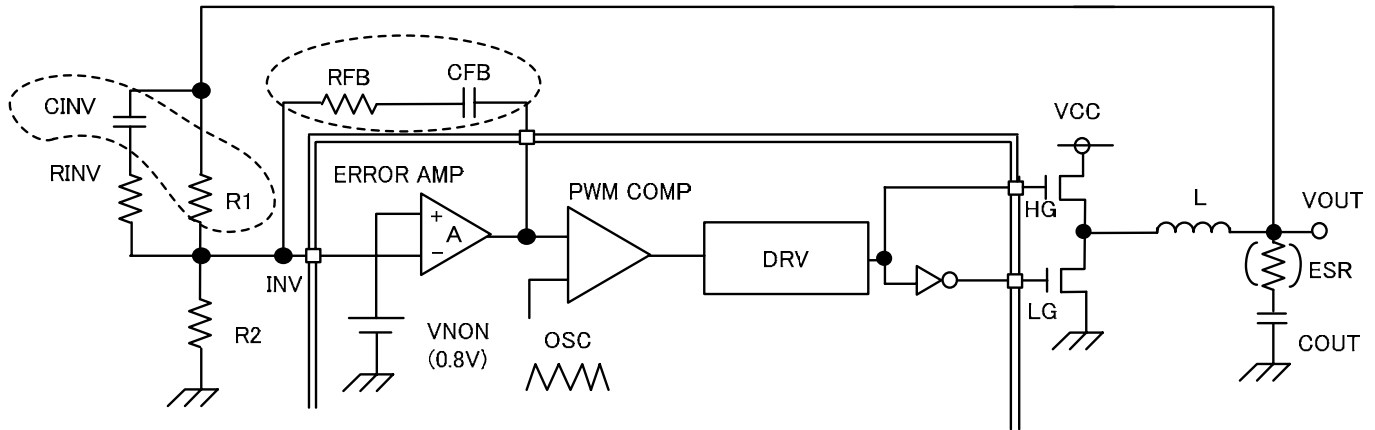 RFB
CFB
CINV
VCC
RINV
ERROR AMP
PWM COMP
R1
+
A
−
HG
L
VOUT
DRV
INV
ESR
R2
VNON
(0.8V)
OSC
LG
COUT